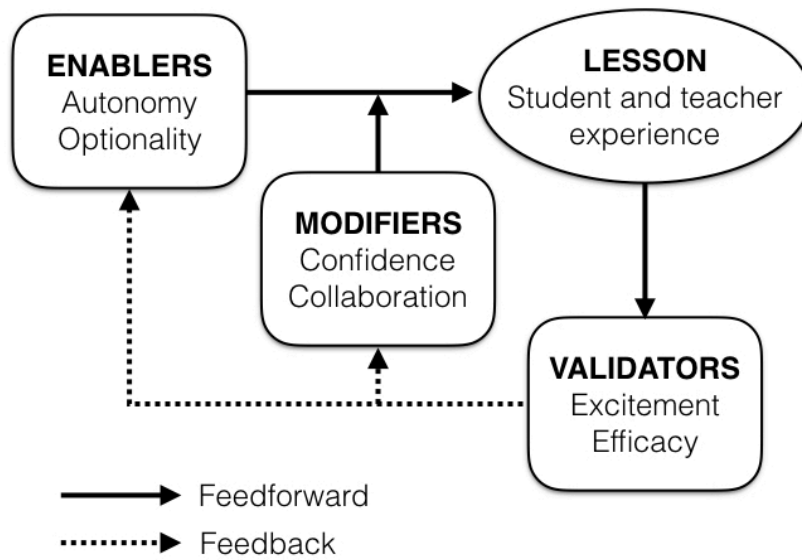 ENABLERS
Autonomy
Optionality
LESSON
Student and teacher
experience
MODIFIERS
Confidence
Collaboration
VALIDATORS
Excitement
Efficacy
Feedforward
Feedback